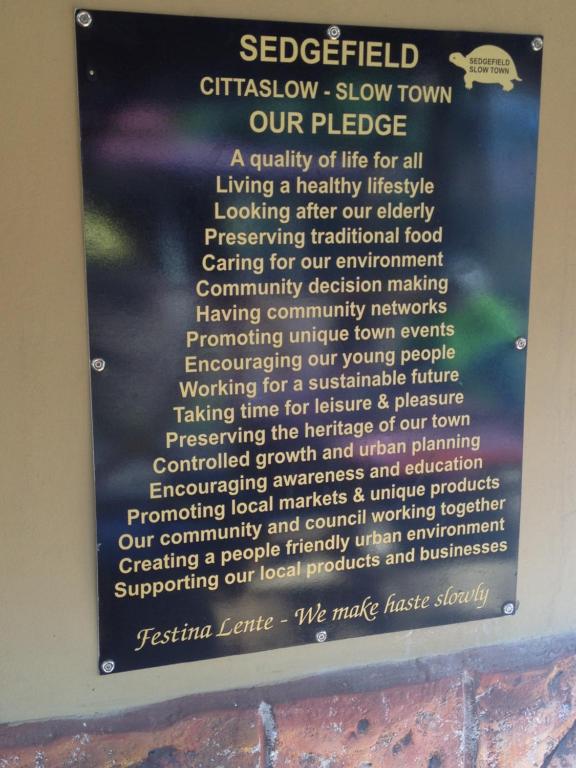 SEDGEFIELD
SEDGEFIELD
SLOW TOWN
CITTASLOW - SLOW TOWN
OUR PLEDGE
A quality of life for all
Living a healthy lifestyle
Looking after our elderly
Preserving traditional food
Caring for our environment
Community decision making
Having community networks
Promoting unique town events
Encouraging our young people
Working for a sustainable future
Taking time for leisure & pleasure
Preserving the heritage of our town
Controlled growth and urban planning
Encouraging awareness and education
Promoting local markets & unique products
Our community and council working together
Creating a people friendly urban environment
Supporting our local products and businesses
Festina Lente - We make haste slowly